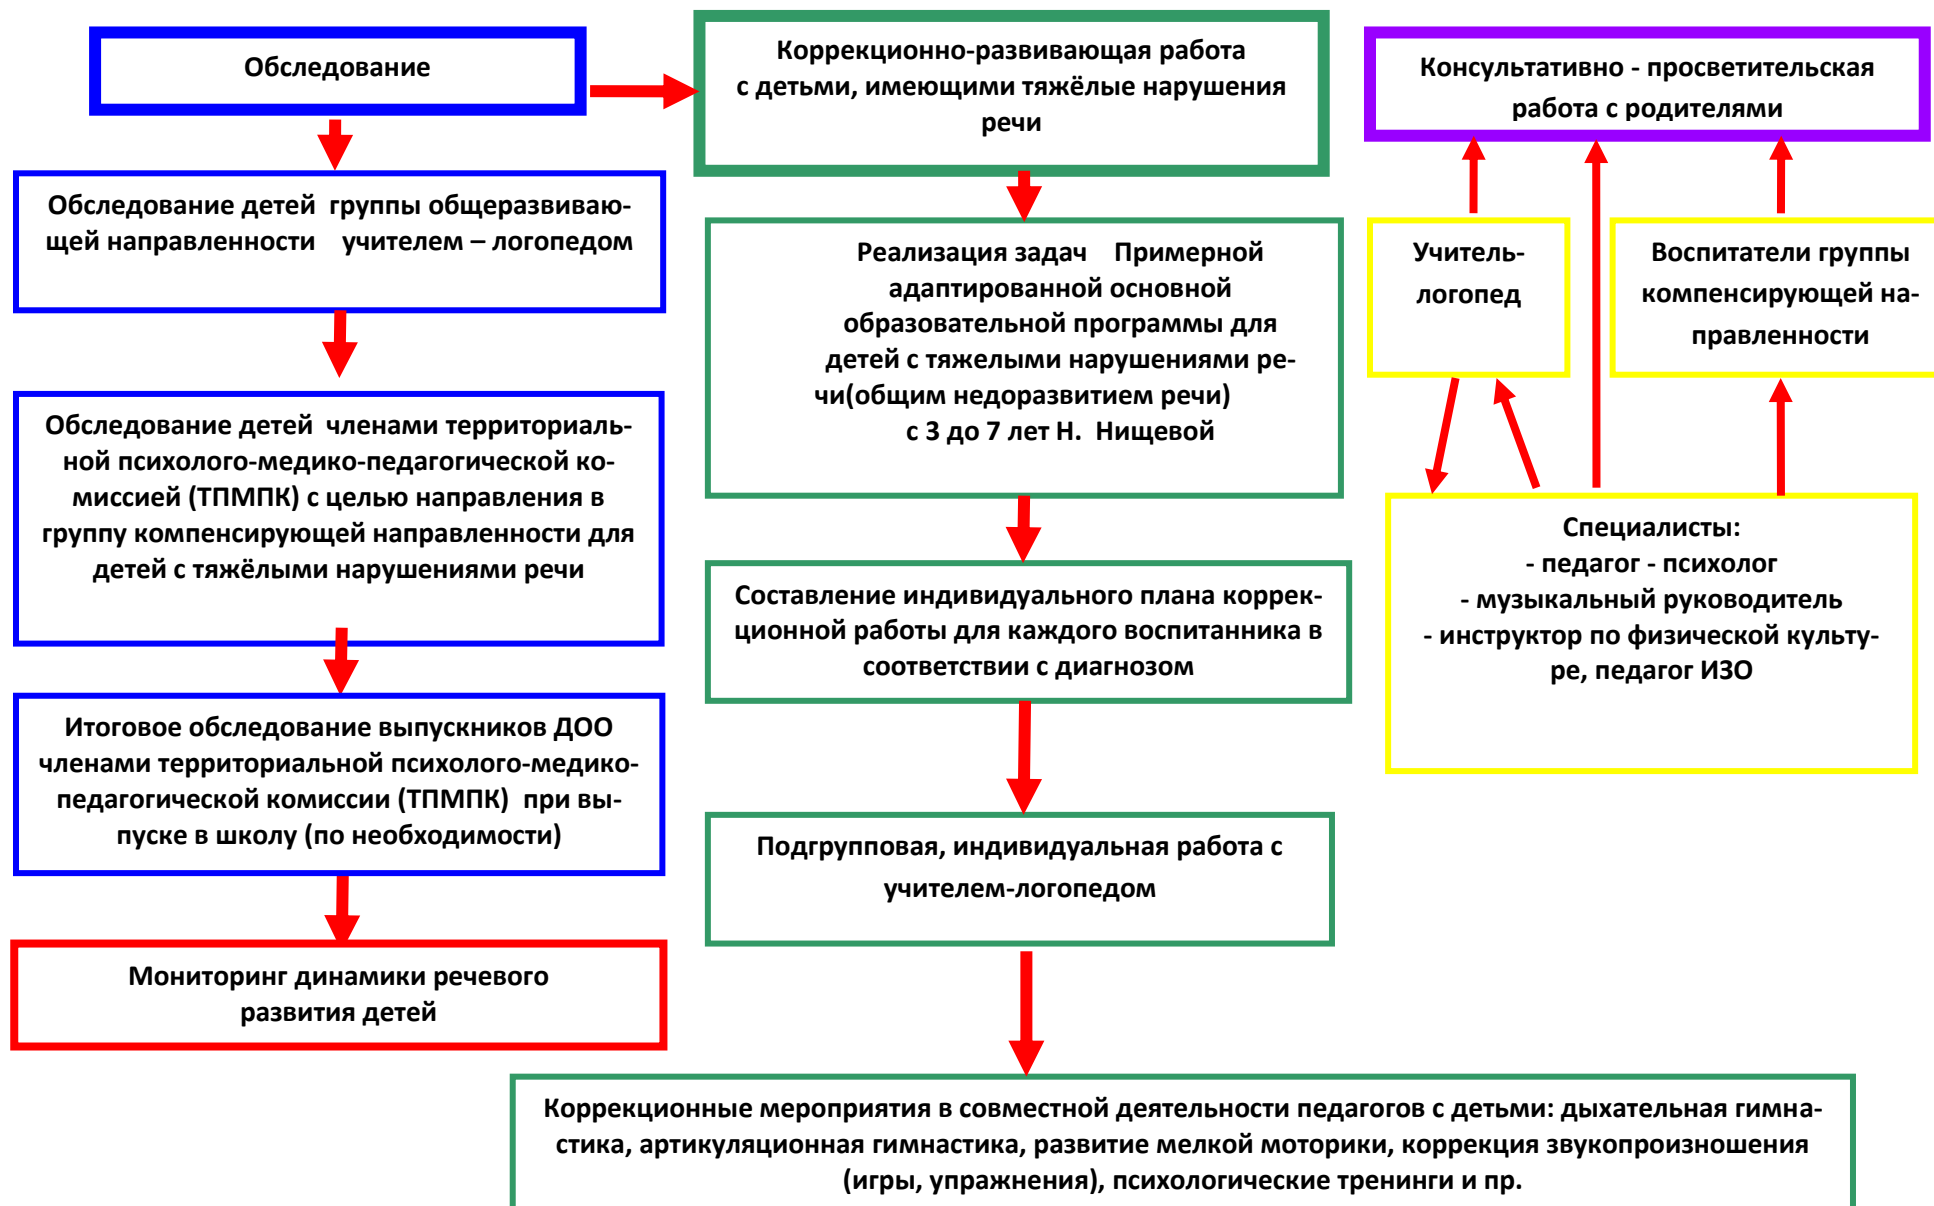 Обследование
Обследование детей группы общеразвиваю-
щей направленности учителем – логопедом
Обследование детей членами территориаль-
ной психолого-медико-педагогической ко-
миссией (ТПМПК) с целью направления в
группу компенсирующей направленности для
детей с тяжёлыми нарушениями речи
Итоговое обследование выпускников ДОО
членами территориальной психолого-медико-
педагогической комиссии (ТПМПК) при вы-
пуске в школу (по необходимости)
Мониторинг динамики речевого
развития детей
Коррекционно-развивающая работа
с детьми, имеющими тяжёлые нарушения
речи
Реализация задач Примерной
адаптированной основной
образовательной программы для
детей с тяжелыми нарушениями ре-
чи(общим недоразвитием речи)
с 3 до 7 лет Н. Нищевой
Составление индивидуального плана коррек-
ционной работы для каждого воспитанника в
соответствии с диагнозом
Подгрупповая, индивидуальная работа с
учителем-логопедом
Коррекционные мероприятия в совместной деятельности педагогов с детьми: дыхательная гимна-
стика, артикуляционная гимнастика, развитие мелкой моторики, коррекция звукопроизношения
(игры, упражнения), психологические тренинги и пр.
Консультативно - просветительская
работа с родителями
Учитель-
логопед
Воспитатели группы
компенсирующей на-
правленности
Специалисты:
- педагог - психолог
- музыкальный руководитель
- инструктор по физической культу-
ре, педагог ИЗО